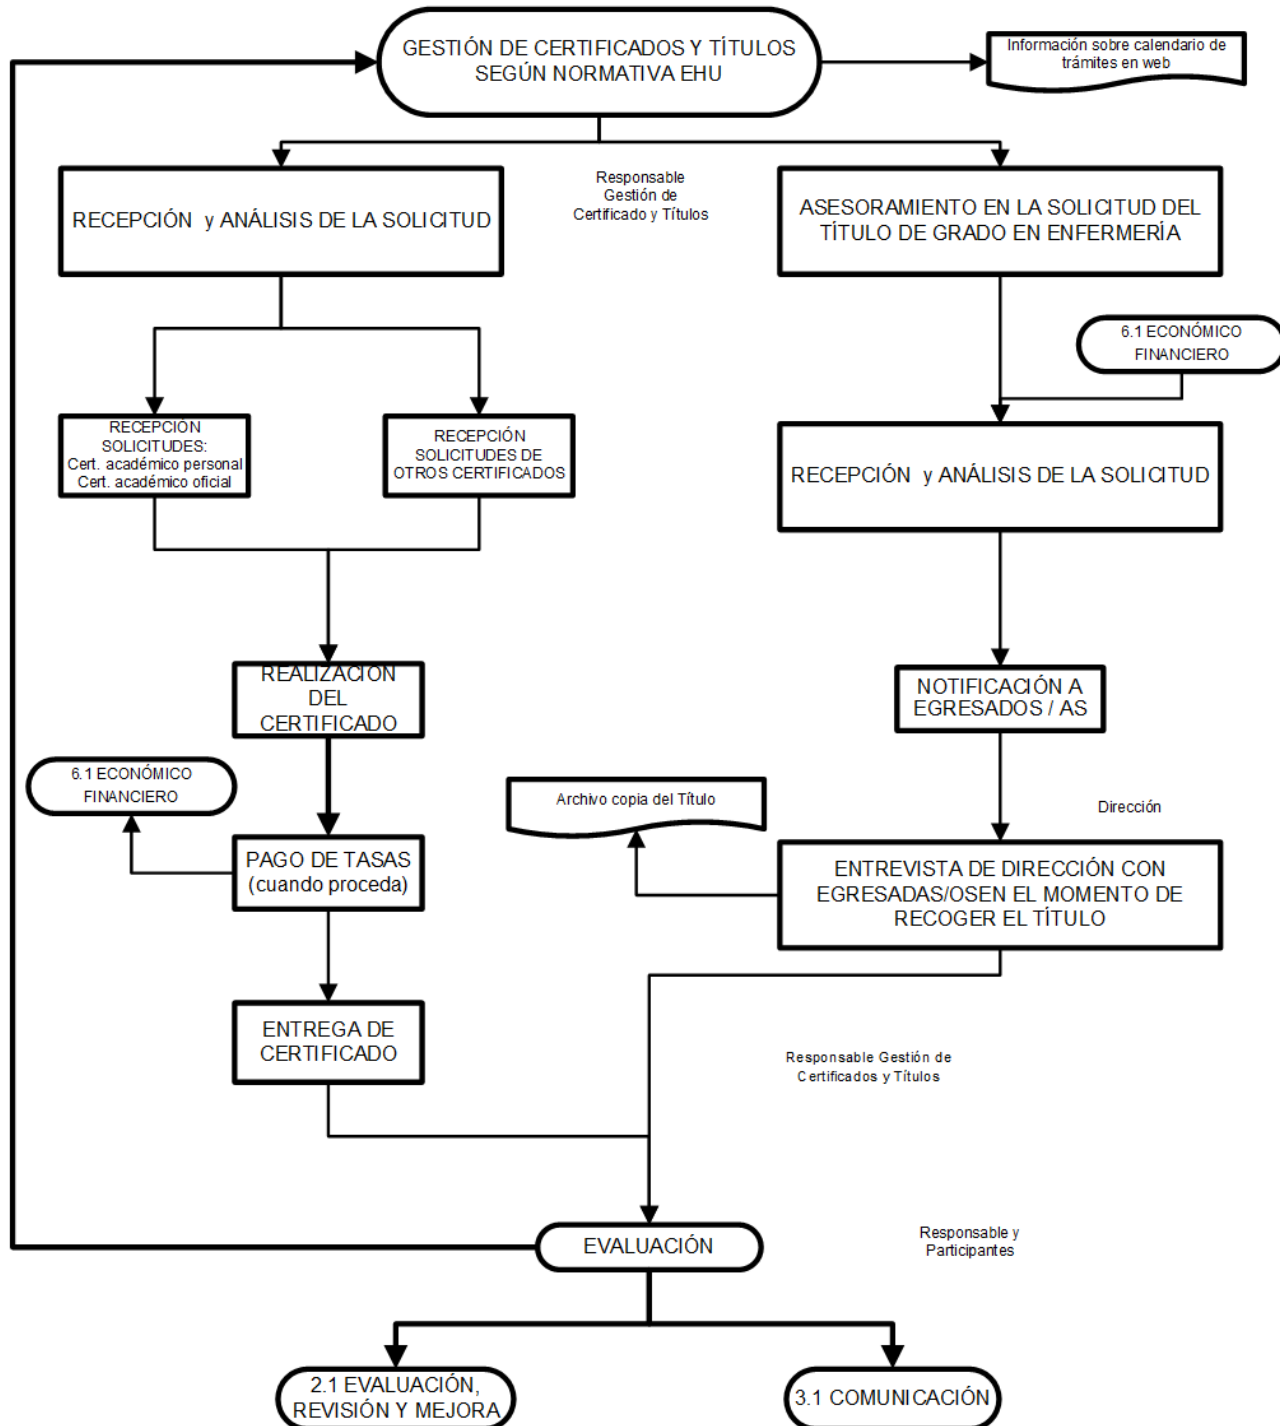 GESTIÓN DE CERTIFICADOS Y TÍTULOS
SEGÚN NORMATIVA EHU
Información sobre calendario de
trámites en web
RECEPCIÓN y ANÁLISIS DE LA SOLICITUD
Responsable
Gestión de
Certificado y Títulos
ASESORAMIENTO EN LA SOLICITUD DEL
TÍTULO DE GRADO EN ENFERMERÍA
6.1 ECONÓMICO
FINANCIERO
RECEPCIÓN
SOLICITUDES:
Cert. académico personal
Cert. académico oficial
RECEPCIÓN
SOLICITUDES DE
OTROS CERTIFICADOS
RECEPCIÓN y ANÁLISIS DE LA SOLICITUD
REALIZACION
DEL
CERTIFICADO
NOTIFICACIÓN A
EGRESADOS / AS
6.1 ECONÓMICO
FINANCIERO
Archivo copia del Título
Dirección
PAGO DE TASAS
(cuando proceda)
ENTREVISTA DE DIRECCIÓN CON
EGRESADAS/OSEN EL MOMENTO DE
RECOGER EL TÍTULO
ENTREGA DE
CERTIFICADO
Responsable Gestión de
Certificados y Títulos
EVALUACIÓN
Responsable y
Participantes
2.1 EVALUACIÓN,
REVISIÓN Y MEJORA
3.1 COMUNICACIÓN